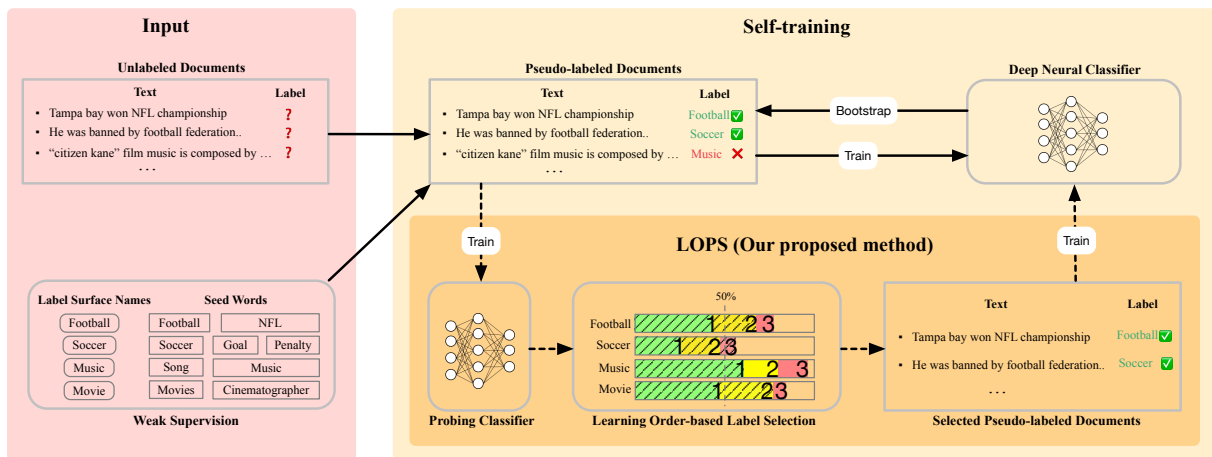 Input
Unlabeled Documents
Text Label
• Tampa bay won NFL championship ?
• He was banned by football federation.. ?
• “citizen kane” film music is composed by … ?
...
Label Surface Names
Football
Soccer
Music
Movie
Seed Words
Football NFL
Soccer Goal Penalty
Song Music
Movies Cinematographer
Weak Supervision
Self-training
Pseudo-labeled Documents
Text Label
• Tampa bay won NFL championship Football ✅
• He was banned by football federation.. Soccer ✅
• “citizen kane” film music is composed by … Music ❌
...
Bootstrap
Train
Deep Neural Classifier
Train
LOPS (Our proposed method)
Train
Probing Classifier
50%
Football 1 2 3
Soccer 1 2 3
Music 1 2 3
Movie 1 2 3
Learning Order-based Label Selection
Text Label
• Tampa bay won NFL championship Football ✅
• He was banned by football federation.. Soccer ✅
...
Selected Pseudo-labeled Documents